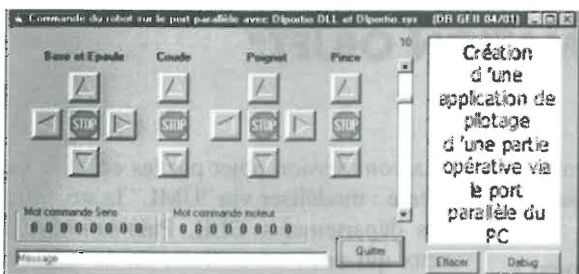 Commande du robot sur le port parallèle avec Dlportio DLL et Dlportio.sys (DB GEII 04/01)
Base et Epaule Coude Poignet Pince
10
STOP STOP STOP STOP
Mot commande Sens Mot commande moteur
0 0 0 0 0 0 0 0 0 0 0 0 0 0 0 0
Message
Quitter
Création
d'une
application de
pilotage
d'une partie
opérative via
le port
parallèle du
PC
Effacer Debug